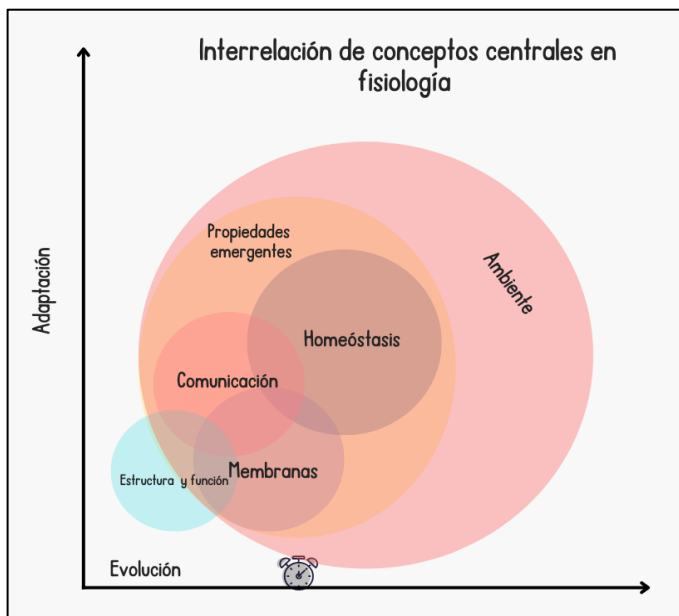 Interrelación de conceptos centrales en
fisiología
Propiedades
emergentes
Ambiente
Adaptación
Homeóstasis
Comunicación
Membranas
Estructura y función
Evolución